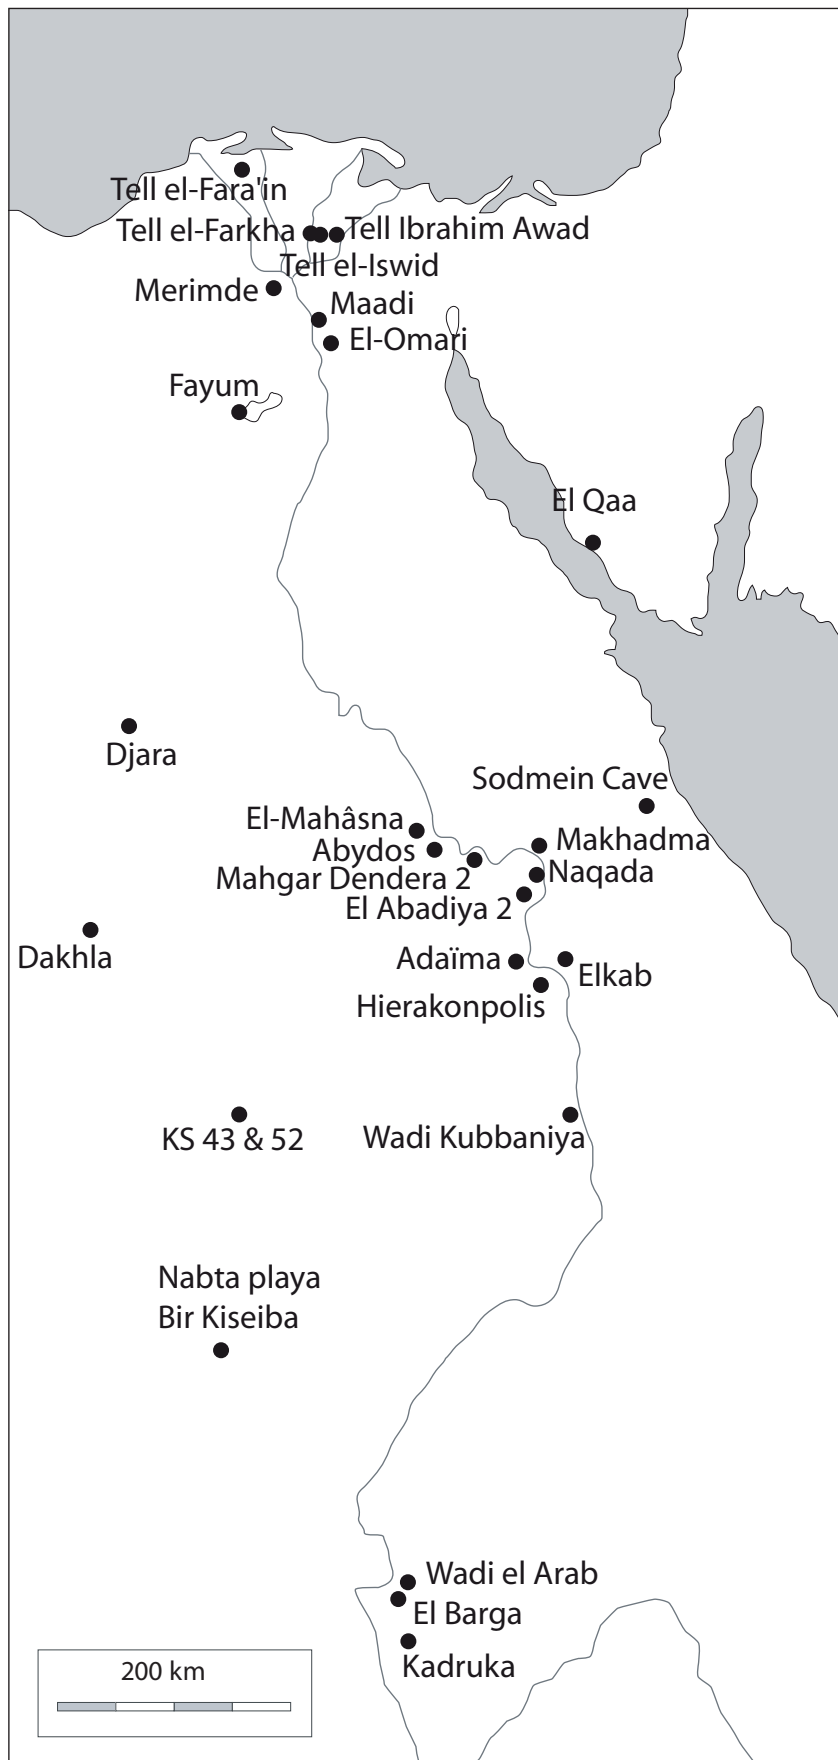 Tell el-Fara'in
Tell el-Farkha
Tell Ibrahim Awad
Tell el-Iswid
Merimde
Maadi
El-Omari
Fayum
El Qaa
Djara
Sodmein Cave
El-Mahâsna
Makhadma
Abydos
Naqada
Mahgar Dendera 2
El Abadiya 2
Dakhla
Adaïma
Elkab
Hierakonpolis
KS 43 & 52
Wadi Kubbaniya
Nabta playa
Bir Kiseiba
Wadi el Arab
El Barga
Kadruka
200 km